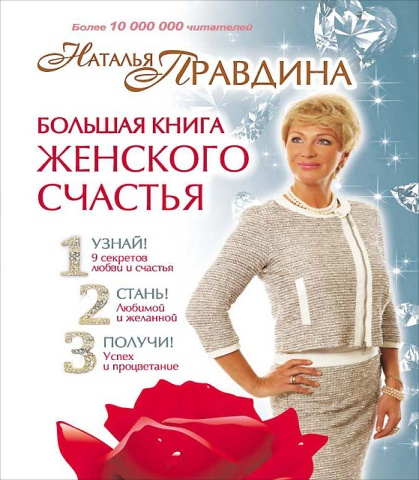 Более 10 000 000 читателей
Наталья Правдина
БОЛЬШАЯ КНИГА
ЖЕНСКОГО
СЧАСТЬЯ
1 УЗНАЙ!
9 секретов
любви и счастья
2 СТАНЬ!
Любимой
и желанной
3 ПОЛУЧИ!
Успех
и процветание